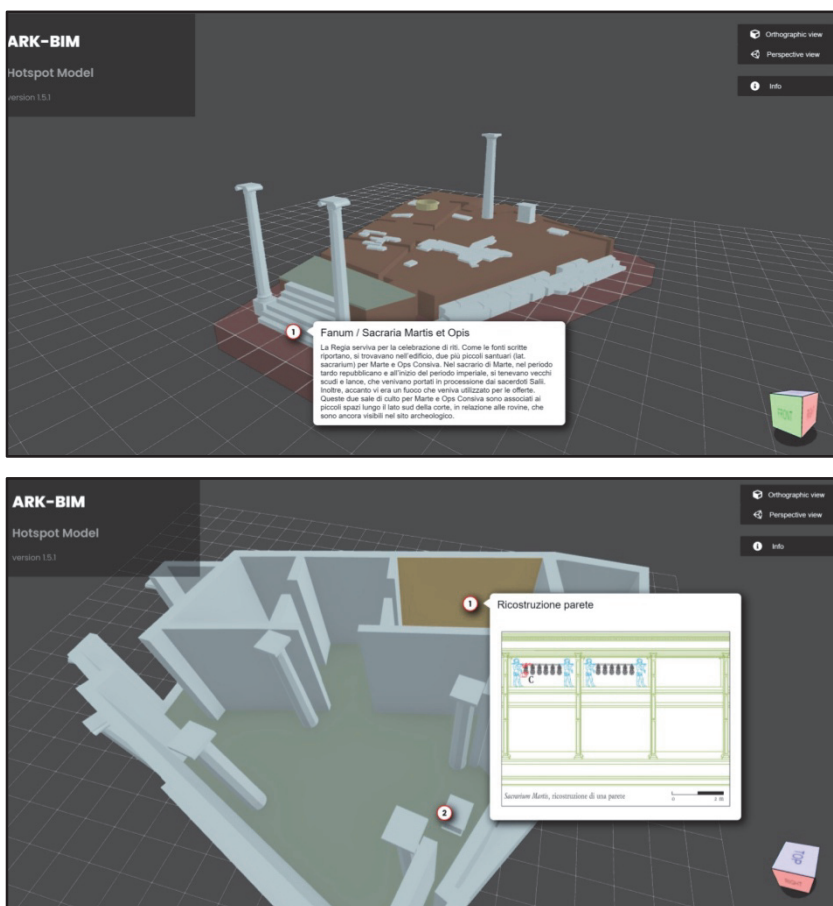 ARK-BIM
Hotspot Model
version 1.5.1
Orthographic view
Perspective view
Info
1
Fanum / Sacraria Martis et Opis
La Regia serviva per la celebrazione di riti. Come le fonti scritte
riportano, si trovavano nell'edificio, due più piccoli santuari (lat.
sacrarium) per Marte e Ops Consiva. Nel sacrario di Marte, nel periodo
tardo repubblicano e all'inizio del periodo imperiale, si tenevano vecchi
scudi e lance, che venivano portati in processione dai sacerdoti Salii.
Inoltre, accanto vi era un fuoco che veniva utilizzato per le offerte.
Queste due sale di culto per Marte e Ops Consiva sono associati ai
piccoli spazi lungo il lato sud della corte, in relazione alle rovine, che
sono ancora visibili nel sito archeologico.
ARK-BIM
Hotspot Model
version 1.5.1
Orthographic view
Perspective view
Info
1
Ricostruzione parete
C
Sacrarium Martis, ricostruzione di una parete
0 1 m
2
TOP